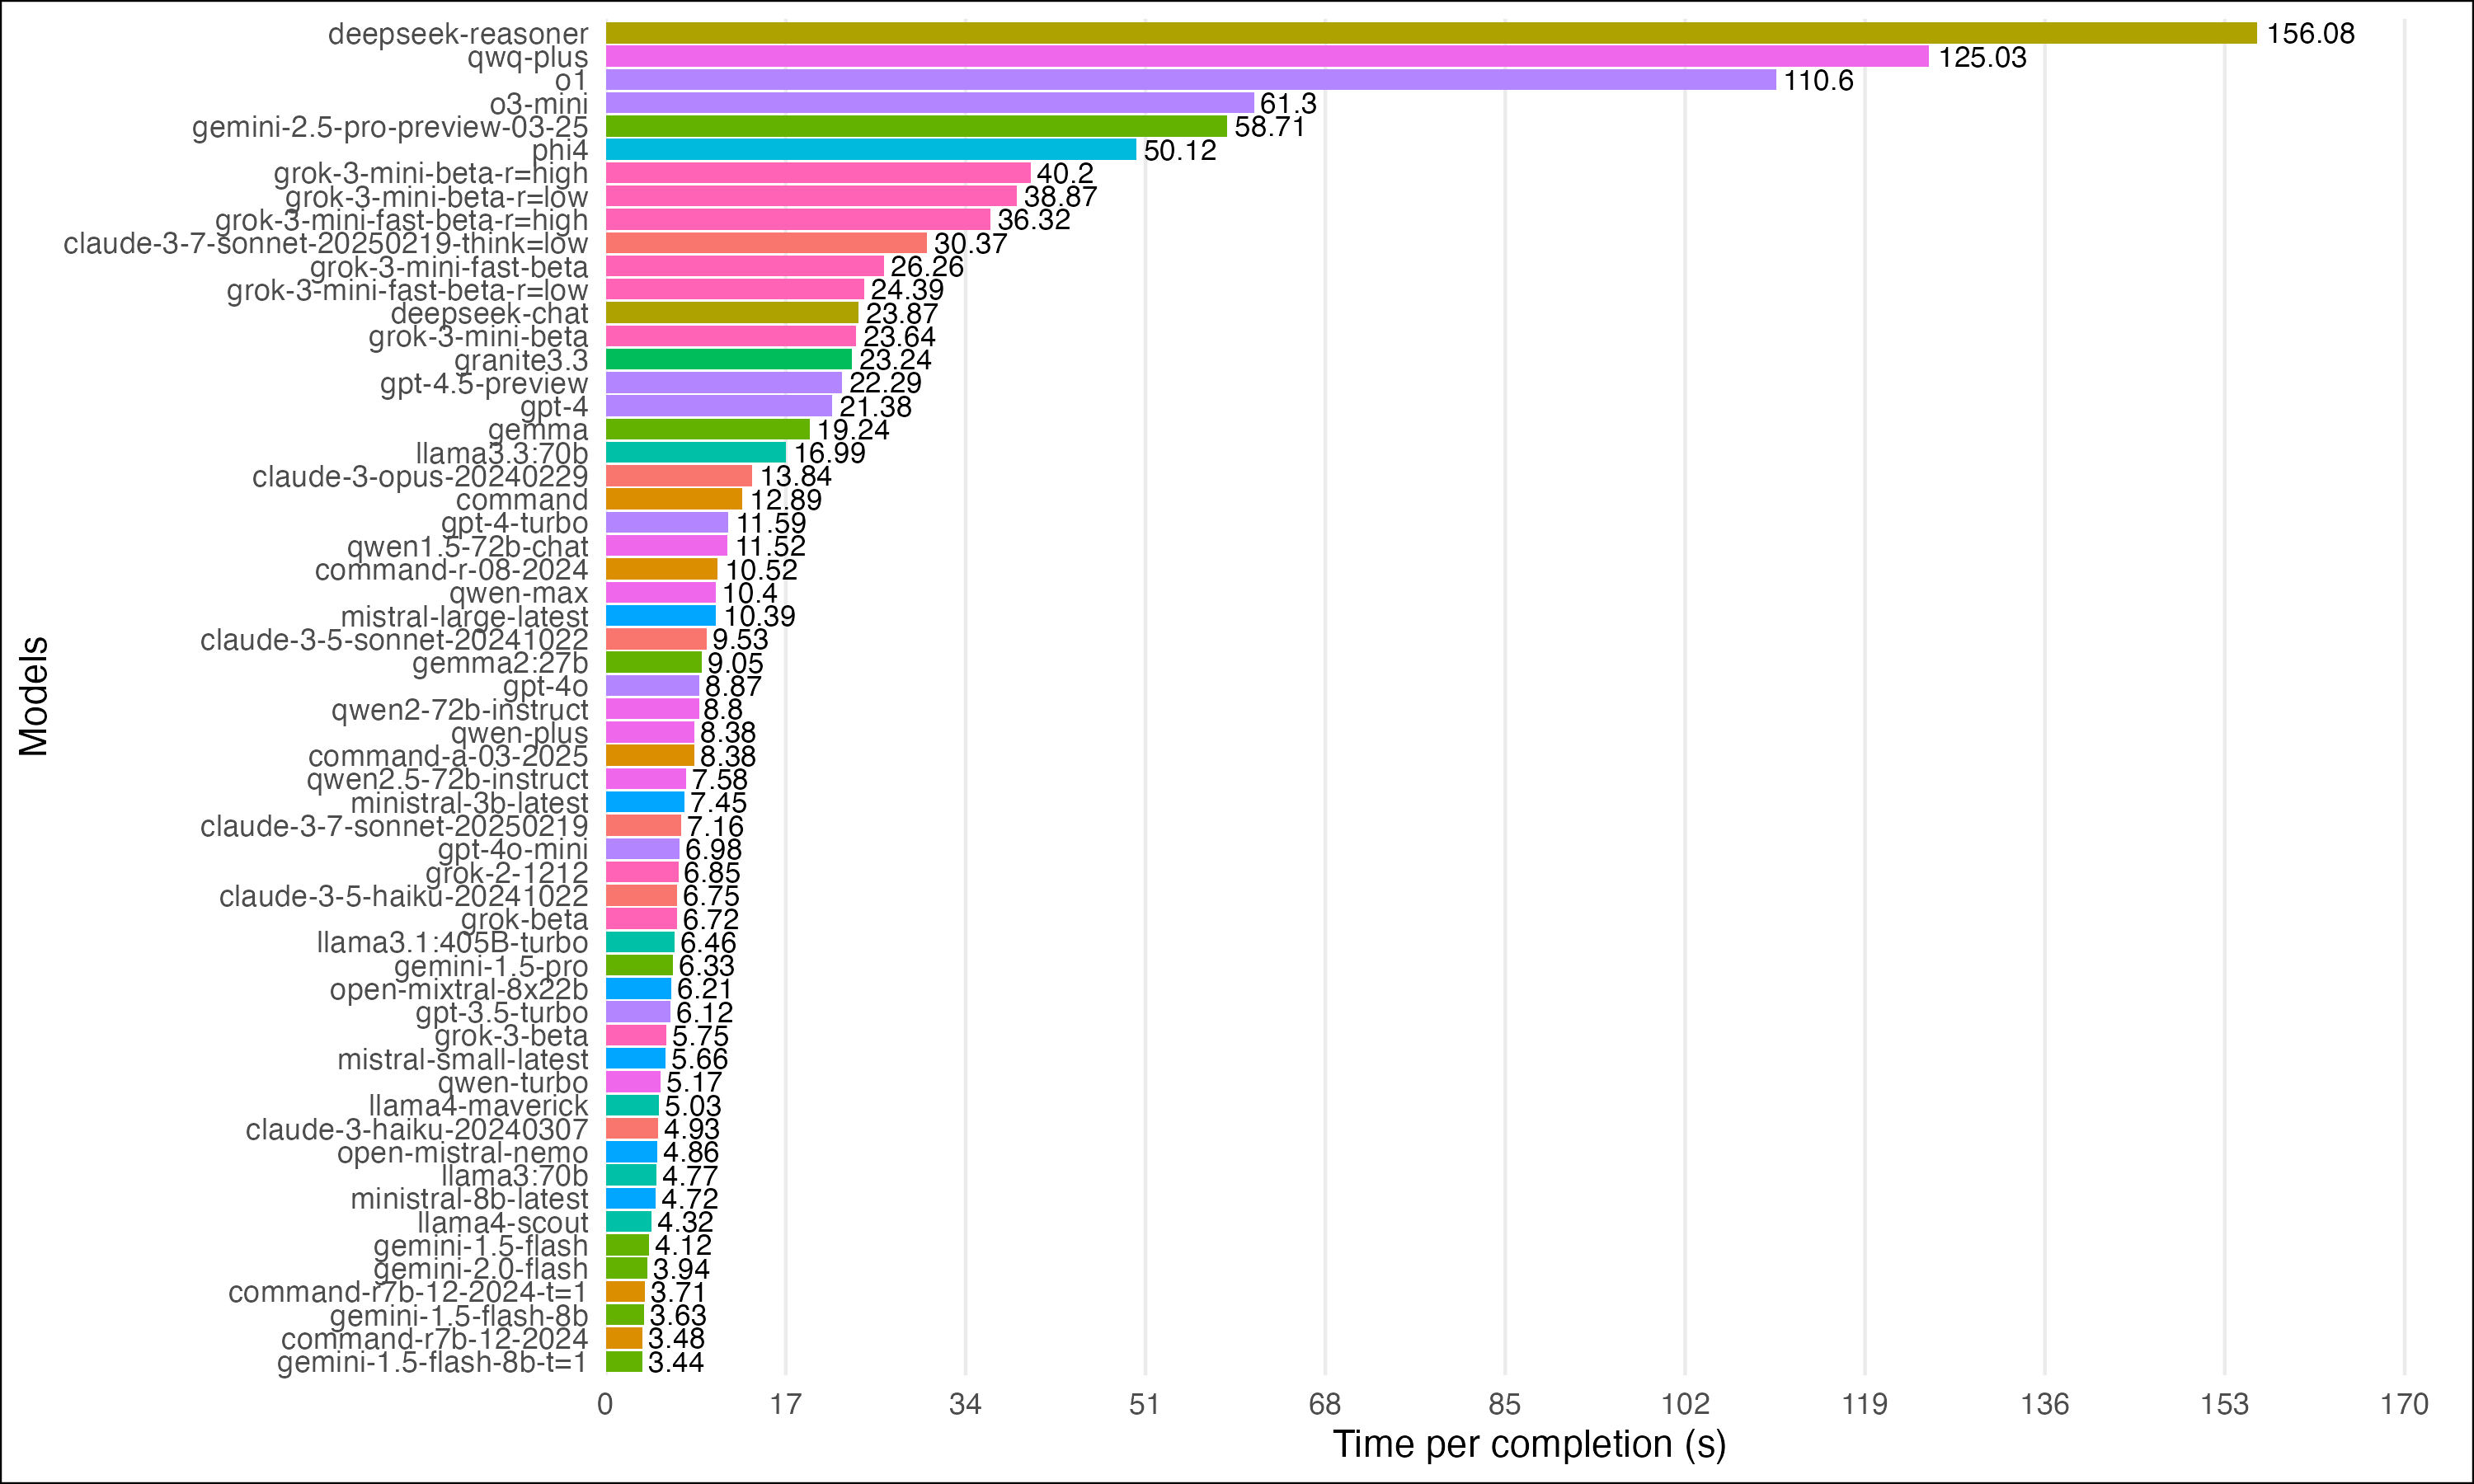 Models
deepseek-reasoner 156.08
qwq-plus 125.03
o1 110.6
o3-mini 61.3
gemini-2.5-pro-preview-03-25 58.71
phi4 50.12
grok-3-mini-beta-r=high 40.2
grok-3-mini-beta-r=low 38.87
grok-3-mini-fast-beta-r=high 36.32
claude-3-7-sonnet-20250219-think=low 30.37
grok-3-mini-fast-beta 26.26
grok-3-mini-fast-beta-r=low 24.39
deepseek-chat 23.87
grok-3-mini-beta 23.64
granite3.3 23.24
gpt-4.5-preview 22.29
gpt-4 21.38
gemma 19.24
llama3.3:70b 16.99
claude-3-opus-20240229 13.84
command 12.89
gpt-4-turbo 11.59
qwen1.5-72b-chat 11.52
command-r-08-2024 10.52
qwen-max 10.4
mistral-large-latest 10.39
claude-3-5-sonnet-20241022 9.53
gemma2:27b 9.05
gpt-4o 8.87
qwen2-72b-instruct 8.8
qwen-plus 8.38
command-a-03-2025 8.38
qwen2.5-72b-instruct 7.58
ministral-3b-latest 7.45
claude-3-7-sonnet-20250219 7.16
gpt-4o-mini 6.98
grok-2-1212 6.85
claude-3-5-haiku-20241022 6.75
grok-beta 6.72
llama3.1:405B-turbo 6.46
gemini-1.5-pro 6.33
open-mixtral-8x22b 6.21
gpt-3.5-turbo 6.12
grok-3-beta 5.75
mistral-small-latest 5.66
qwen-turbo 5.17
llama4-maverick 5.03
claude-3-haiku-20240307 4.93
open-mistral-nemo 4.86
llama3:70b 4.77
ministral-8b-latest 4.72
llama4-scout 4.32
gemini-1.5-flash 4.12
gemini-2.0-flash 3.94
command-r7b-12-2024-t=1 3.71
gemini-1.5-flash-8b 3.63
command-r7b-12-2024 3.48
gemini-1.5-flash-8b-t=1 3.44
0 17 34 51 68 85 102 119 136 153 170
Time per completion (s)